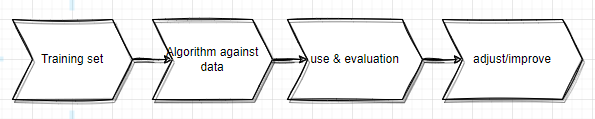 Training set
Algorithm against
data
use & evaluation
adjust/improve